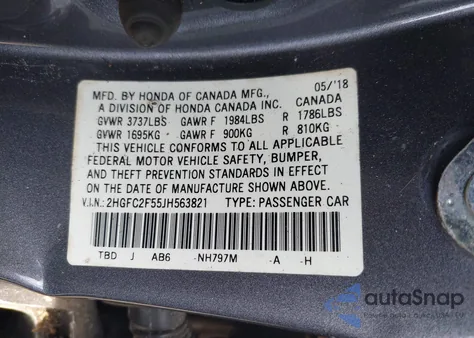 MFD. BY HONDA OF CANADA MFG., 05/'18
A DIVISION OF HONDA CANADA INC. CANADA
GVWR 3737LBS GAWR F 1984LBS R 1786LBS
GVWR 1695KG GAWR F 900KG R 810KG
THIS VEHICLE CONFORMS TO ALL APPLICABLE
FEDERAL MOTOR VEHICLE SAFETY, BUMPER,
AND THEFT PREVENTION STANDARDS IN EFFECT
ON THE DATE OF MANUFACTURE SHOWN ABOVE.
V.I.N.: 2HGFC2F55JH563821 TYPE: PASSENGER CAR
TBD J AB6 -NH797M -A -H
autoSnap